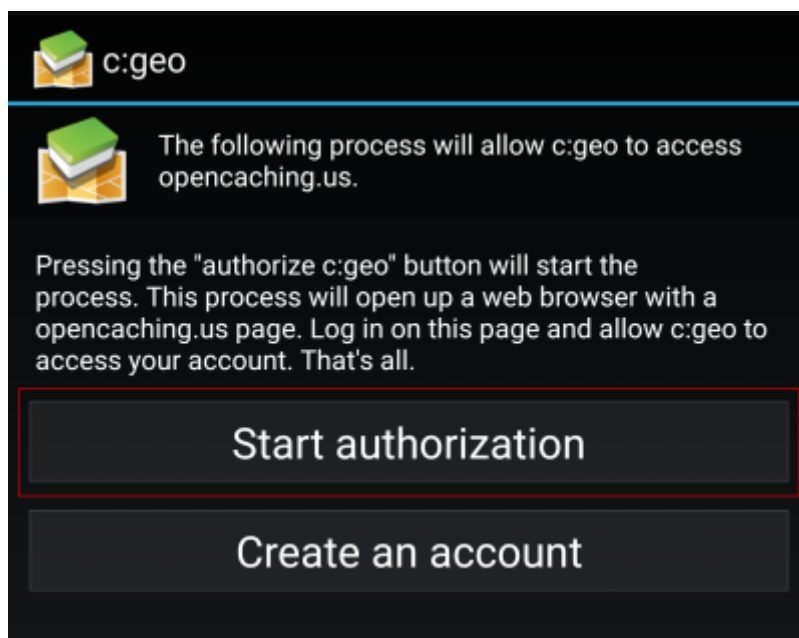 c:geo
The following process will allow c:geo to access
opencaching.us.
Pressing the "authorize c:geo" button will start the
process. This process will open up a web browser with a
opencaching.us page. Log in on this page and allow c:geo to
access your account. That's all.
Start authorization
Create an account